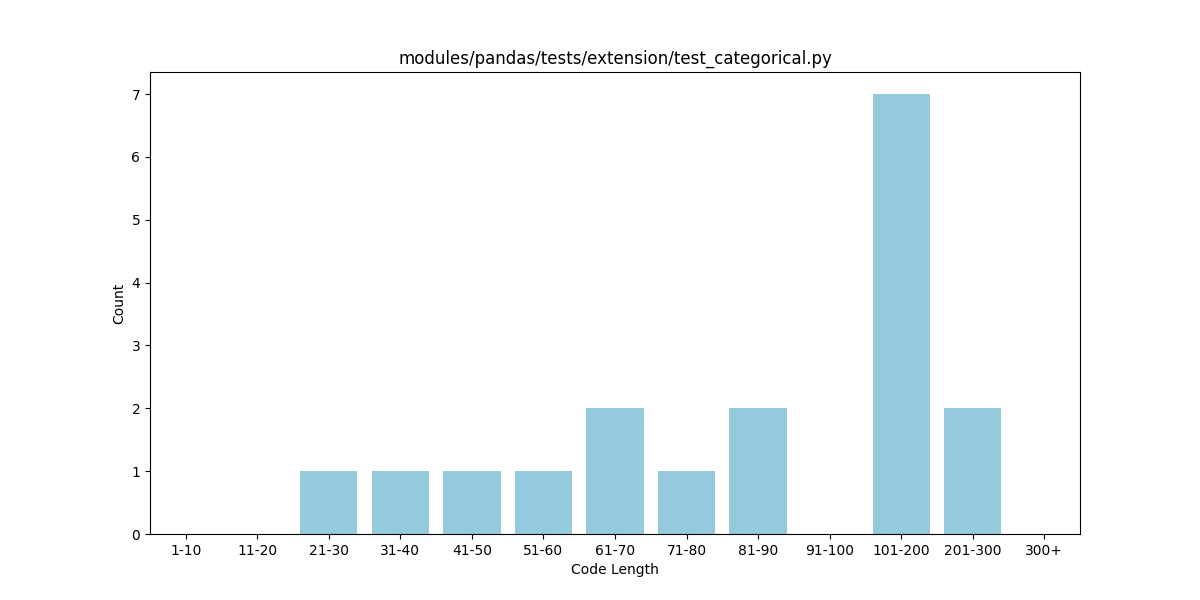 modules/pandas/tests/extension/test_categorical.py
7
6
5
4
3
2
1
0
Count
1-10 11-20 21-30 31-40 41-50 51-60 61-70 71-80 81-90 91-100 101-200 201-300 300+
Code Length